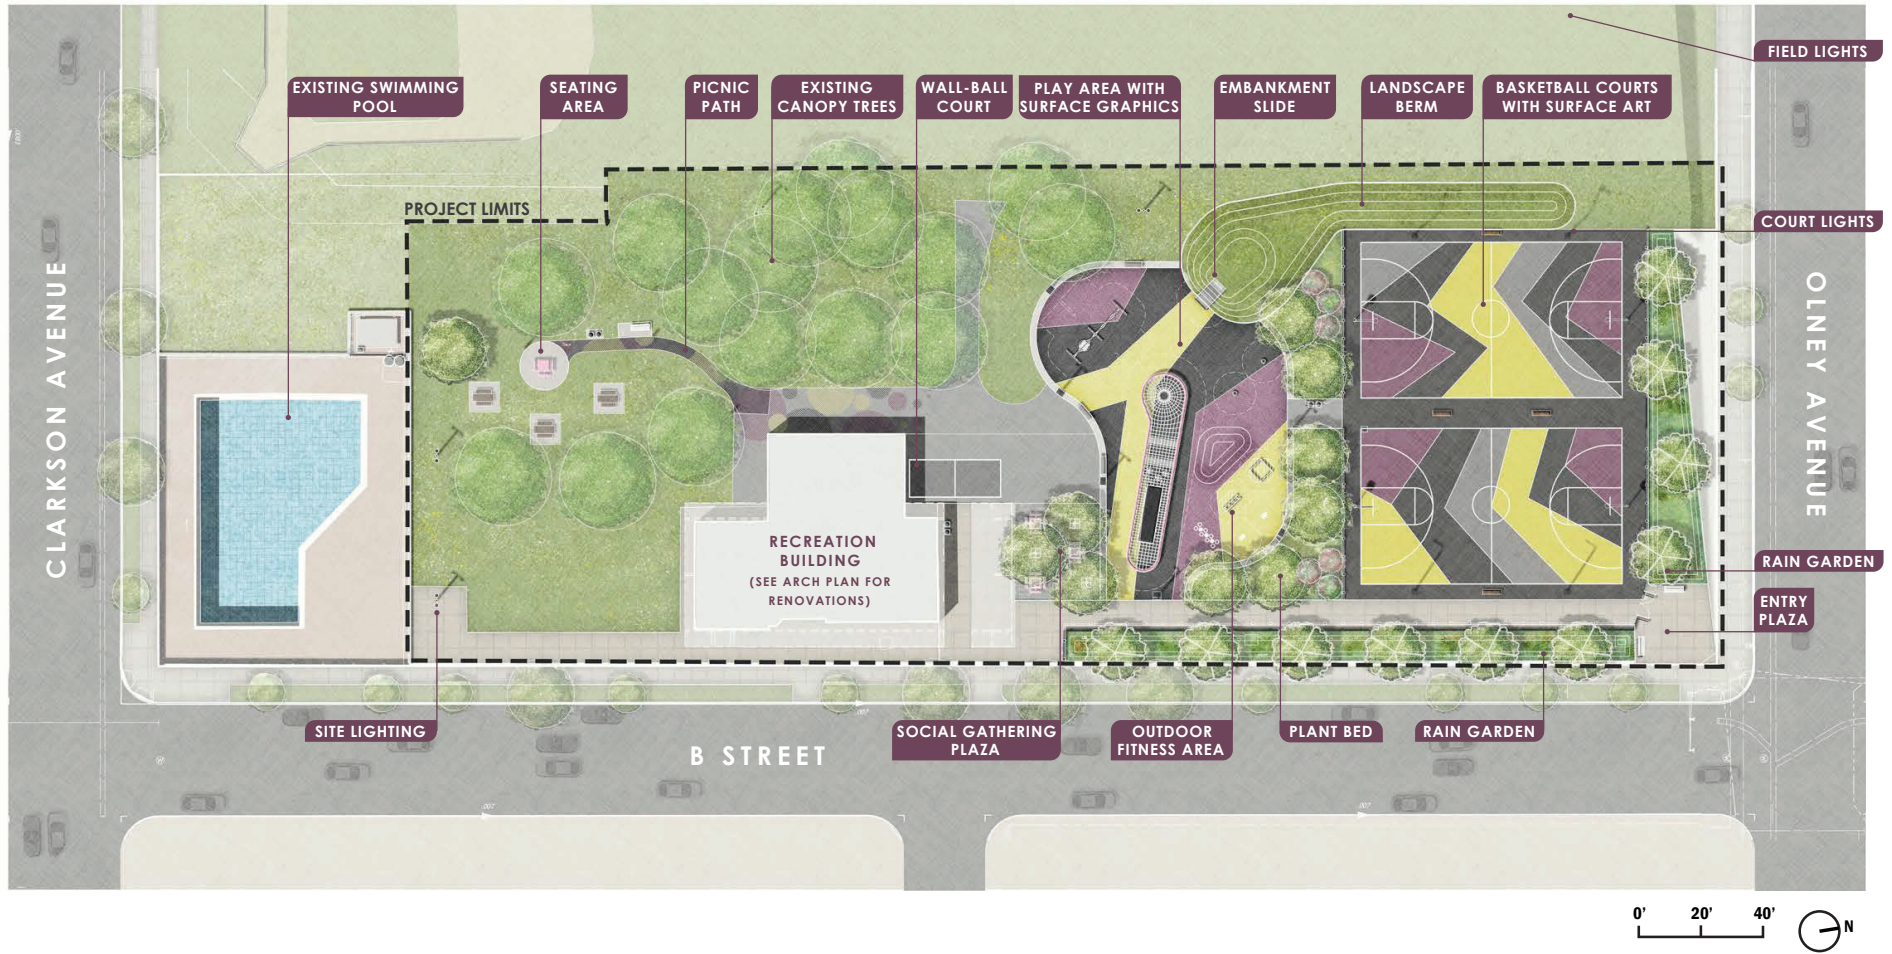 FIELD LIGHTS
EXISTING SWIMMING
POOL
SEATING
AREA
PICNIC
PATH
EXISTING
CANOPY TREES
WALL-BALL
COURT
PLAY AREA WITH
SURFACE GRAPHICS
EMBANKMENT
SLIDE
LANDSCAPE
BERM
BASKETBALL COURTS
WITH SURFACE ART
PROJECT LIMITS
COURT LIGHTS
CLARKSON AVENUE
OLNEY AVENUE
RECREATION
BUILDING
(SEE ARCH PLAN FOR
RENOVATIONS)
RAIN GARDEN
ENTRY
PLAZA
SITE LIGHTING
SOCIAL GATHERING
PLAZA
OUTDOOR
FITNESS AREA
PLANT BED
RAIN GARDEN
B STREET
0' 20' 40'
N